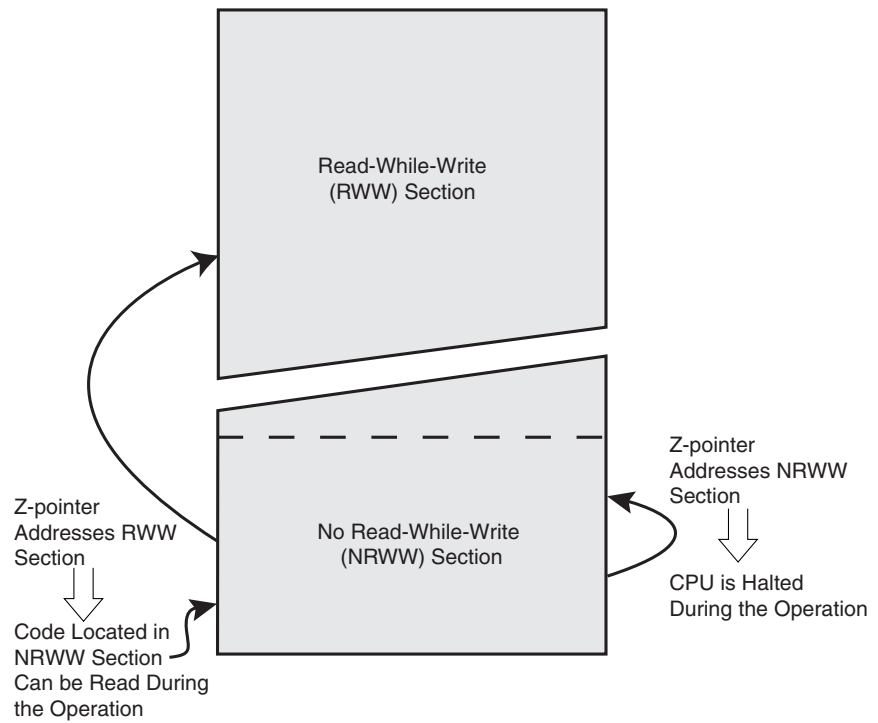 Read-While-Write
(RWW) Section
Z-pointer
Addresses NRWW
Section
Z-pointer
Addresses RWW
Section
No Read-While-Write
(NRWW) Section
CPU is Halted
During the Operation
Code Located in
NRWW Section
Can be Read During
the Operation